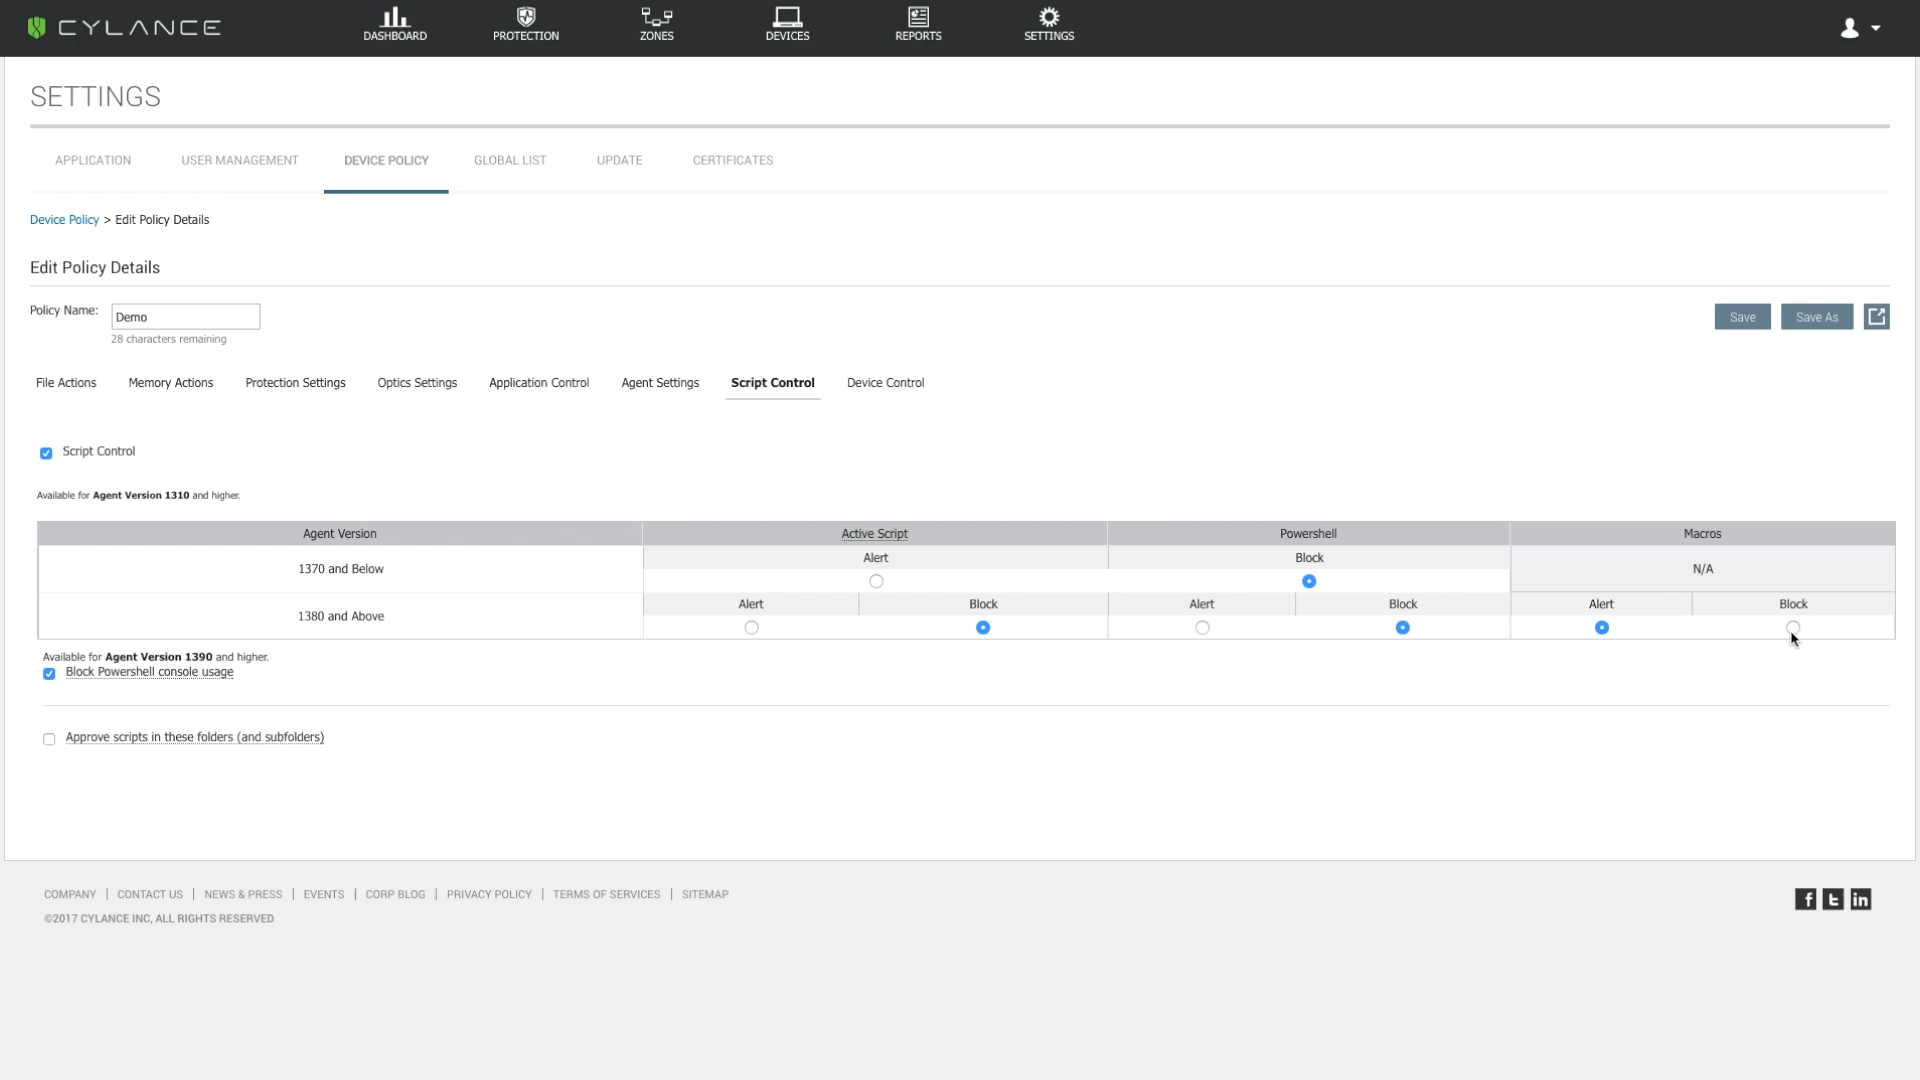 CYLANCE
DASHBOARD
PROTECTION
ZONES
DEVICES
REPORTS
SETTINGS
SETTINGS
APPLICATION
USER MANAGEMENT
DEVICE POLICY
GLOBAL LIST
UPDATE
CERTIFICATES
Device Policy > Edit Policy Details
Edit Policy Details
Policy Name:
Demo
28 characters remaining
Save
Save As
File Actions
Memory Actions
Protection Settings
Optics Settings
Application Control
Agent Settings
Script Control
Device Control
Script Control
Available for Agent Version 1310 and higher.
Agent Version
Active Script
Powershell
Macros
1370 and Below
Alert
Block
N/A
1380 and Above
Alert
Block
Alert
Block
Alert
Block
Available for Agent Version 1390 and higher.
Block Powershell console usage
Approve scripts in these folders (and subfolders)
COMPANY | CONTACT US | NEWS & PRESS | EVENTS | CORP BLOG | PRIVACY POLICY | TERMS OF SERVICES | SITEMAP
©2017 CYLANCE INC, ALL RIGHTS RESERVED